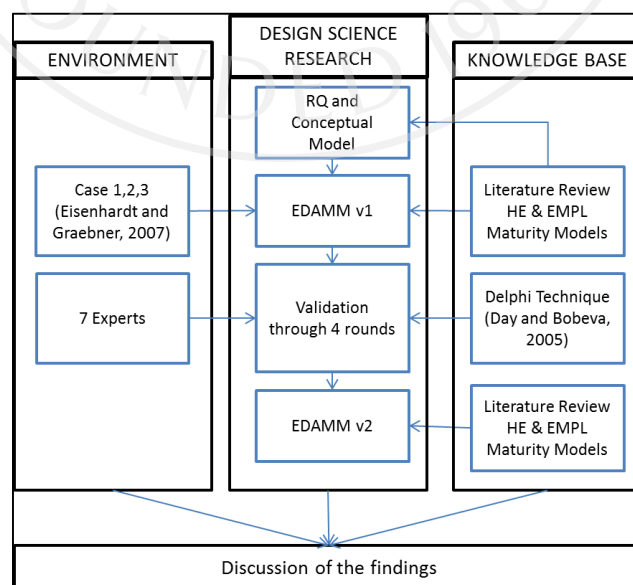 OUNDED 190
ENVIRONMENT
DESIGN SCIENCE
RESEARCH
KNOWLEDGE BASE
RQ and
Conceptual
Model
Case 1,2,3
(Eisenhardt and
Graebner, 2007)
EDAMM v1
Literature Review
HE & EMPL
Maturity Models
7 Experts
Validation
through 4 rounds
Delphi Technique
(Day and Bobeva,
2005)
EDAMM v2
Literature Review
HE & EMPL
Maturity Models
Discussion of the findings